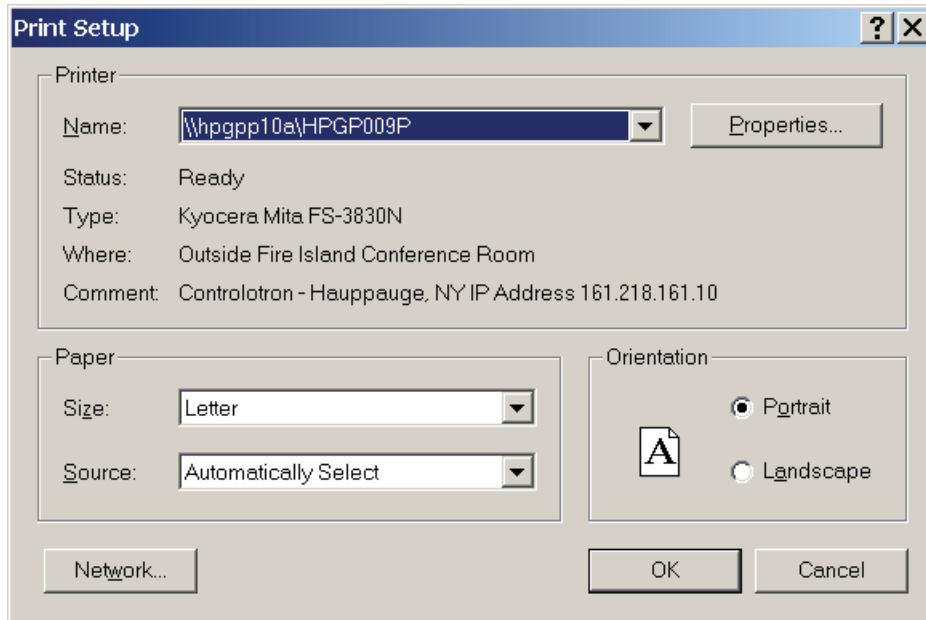 Print Setup
Printer
Name: \\hpgpp10a\HPGP009P Properties...
Status: Ready
Type: Kyocera Mita FS-3830N
Where: Outside Fire Island Conference Room
Comment: Controlotron - Hauppauge, NY IP Address 161.218.161.10
Paper
Size: Letter
Source: Automatically Select
Orientation
Portrait
A
Landscape
Network... OK Cancel